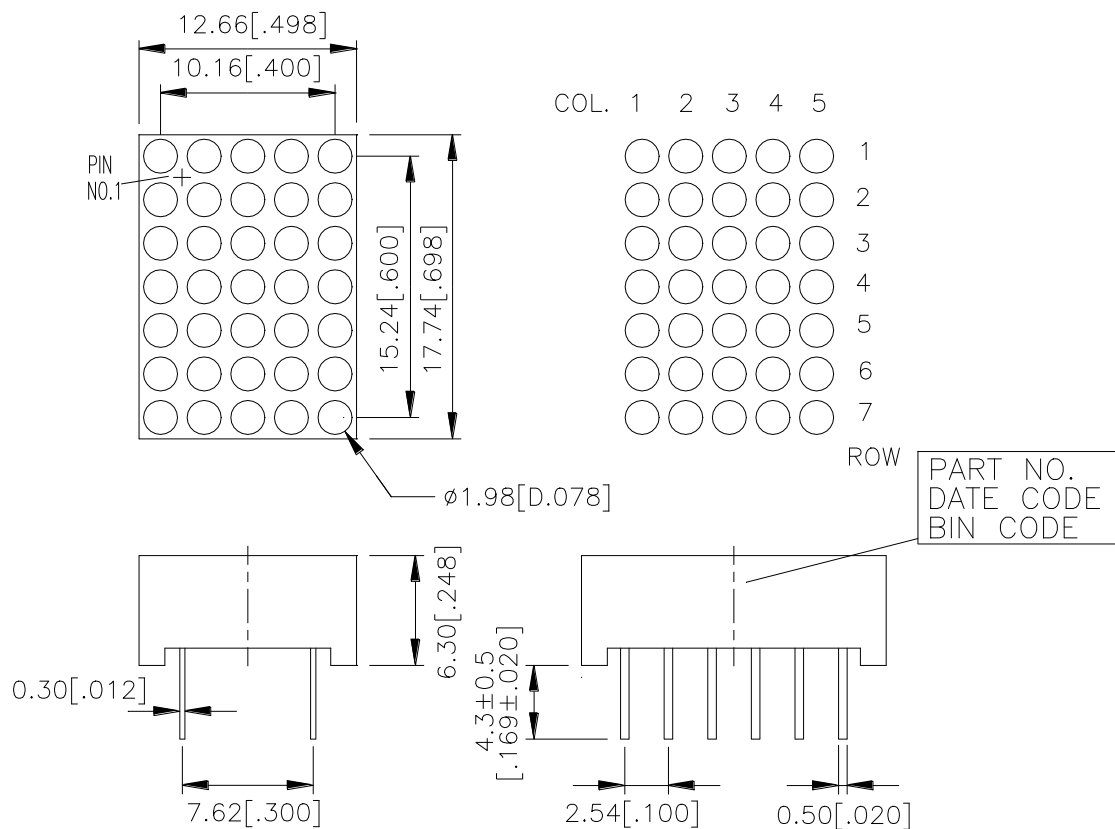 12.66[.498]
10.16[.400]
PIN
NO.1
15.24[.600]
17.74[.698]
ø1.98[D.078]
COL. 1 2 3 4 5
1
2
3
4
5
6
7
ROW
PART NO.
DATE CODE
BIN CODE
6.30[.248]
0.30[.012]
7.62[.300]
4.3±0.5
[.169±.020]
2.54[.100]
0.50[.020]